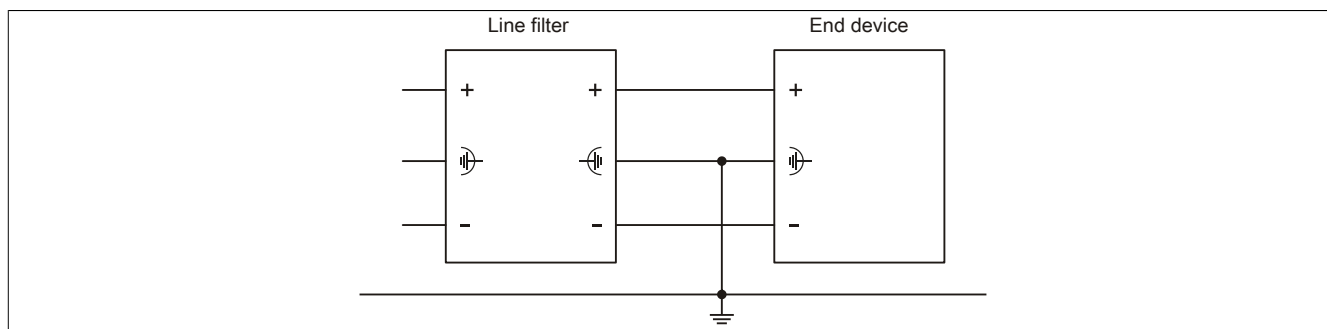 Line filter End device
+ + +
- - -